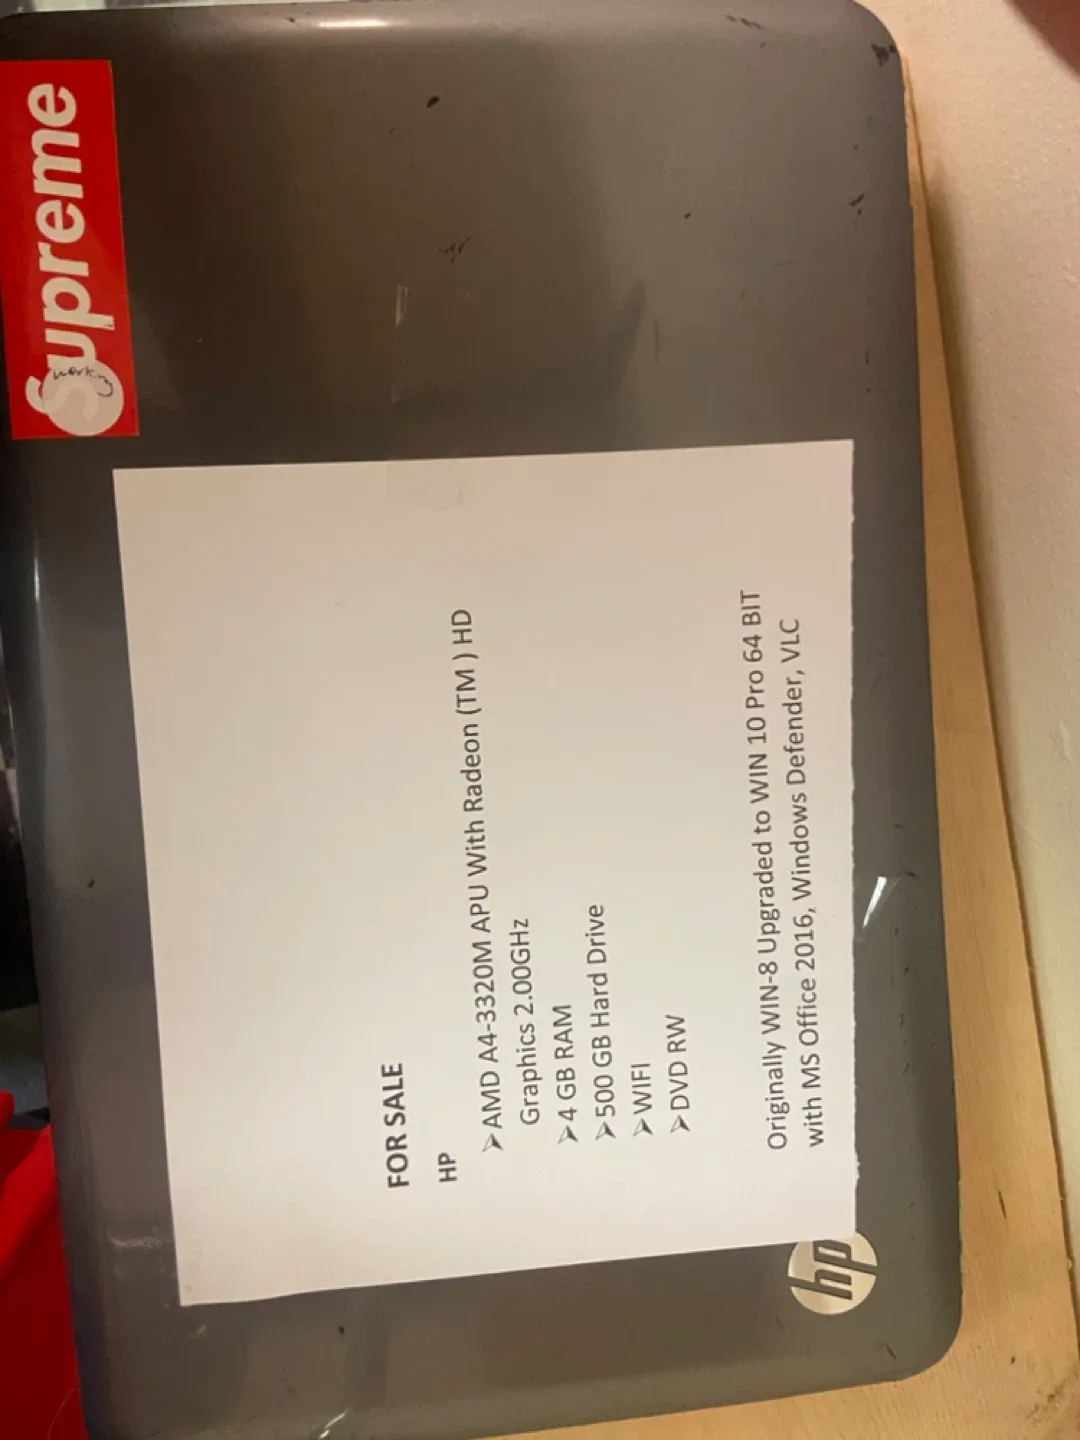 Supreme
working
FOR SALE
HP
➢AMD A4-3320M APU With Radeon (TM ) HD
Graphics 2.00GHz
➢4 GB RAM
➢500 GB Hard Drive
➢WIFI
➢DVD RW
Originally WIN-8 Upgraded to WIN 10 Pro 64 BIT
with MS Office 2016, Windows Defender, VLC
hp